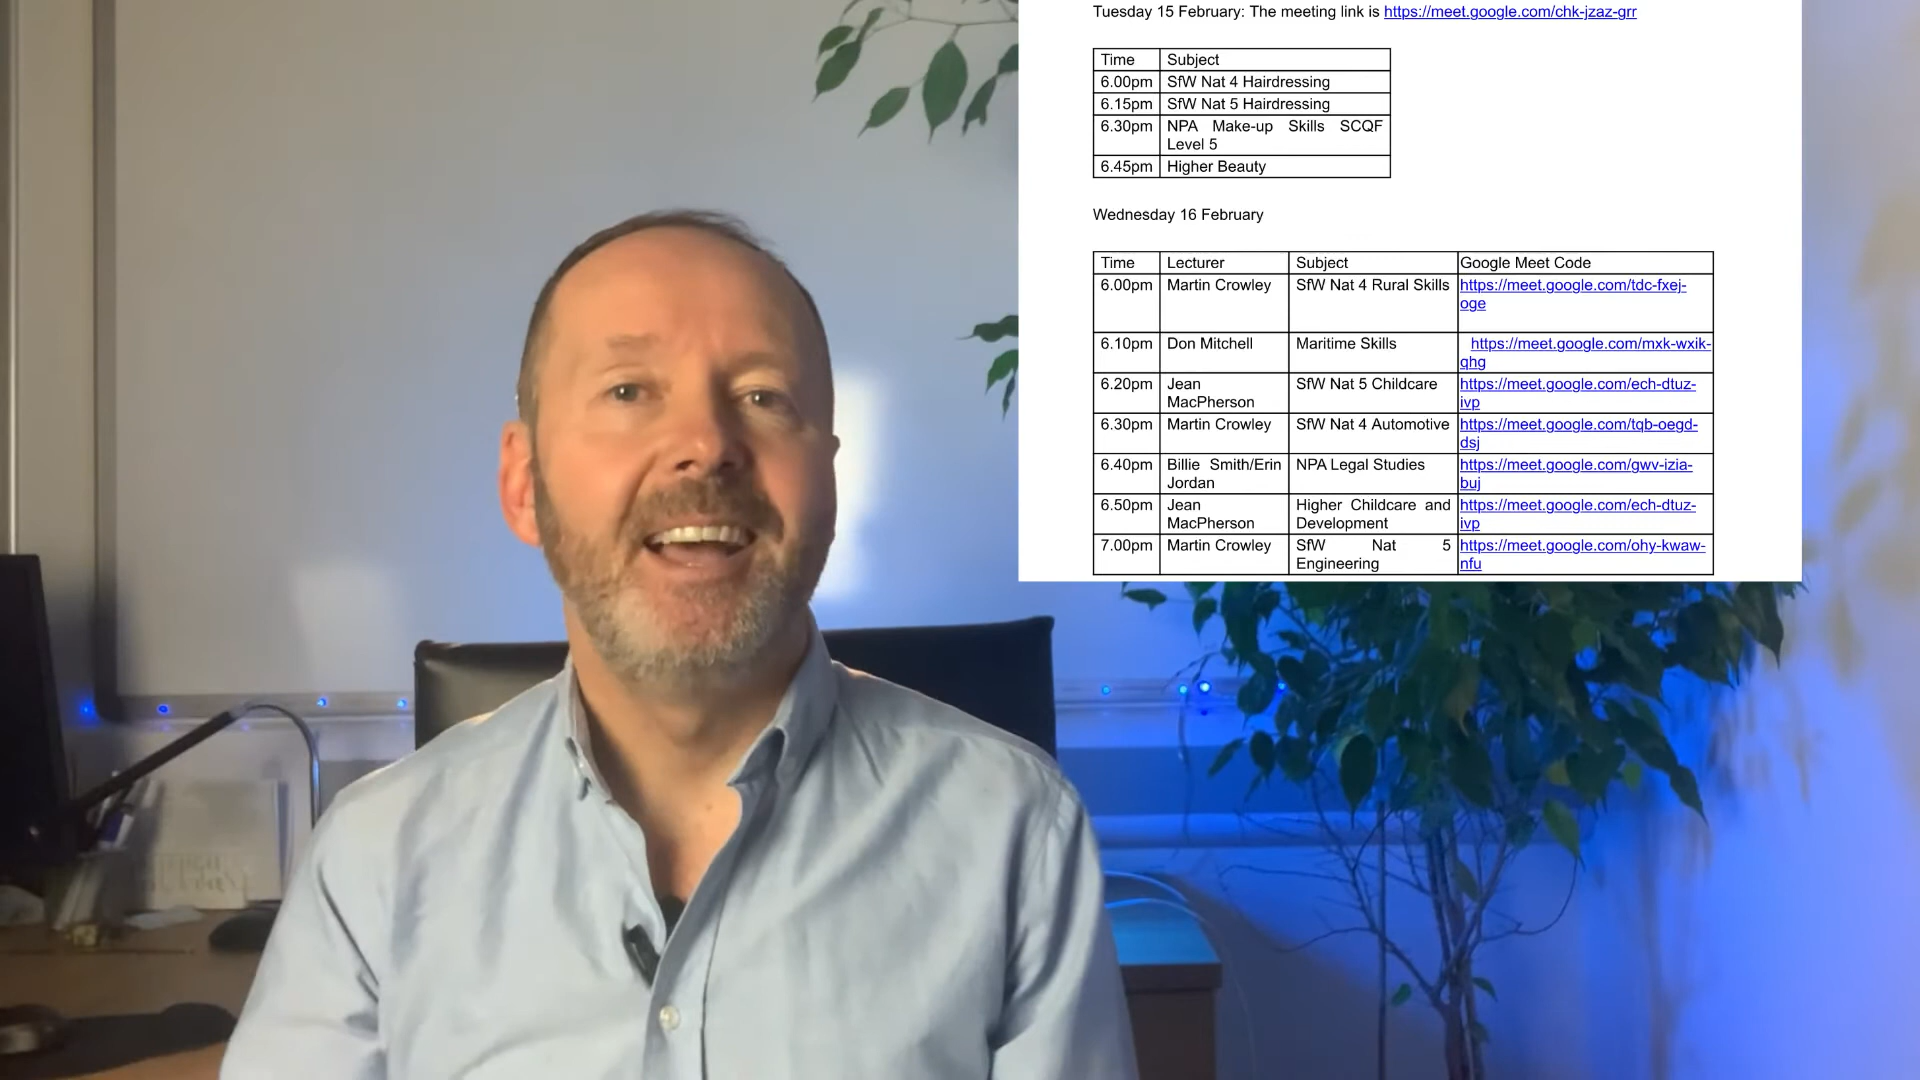 Tuesday 15 February: The meeting link is https://meet.google.com/chk-jzaz-grr
Time Subject
6.00pm SfW Nat 4 Hairdressing
6.15pm SfW Nat 5 Hairdressing
6.30pm NPA Make-up Skills SCQF
Level 5
6.45pm Higher Beauty
Wednesday 16 February
Time Lecturer Subject Google Meet Code
6.00pm Martin Crowley SfW Nat 4 Rural Skills https://meet.google.com/tdc-fxej-
oge
6.10pm Don Mitchell Maritime Skills https://meet.google.com/mxk-wxik-
qhg
6.20pm Jean SfW Nat 5 Childcare https://meet.google.com/ech-dtuz-
MacPherson ivp
6.30pm Martin Crowley SfW Nat 4 Automotive https://meet.google.com/tqb-oegd-
dsj
6.40pm Billie Smith/Erin NPA Legal Studies https://meet.google.com/gwv-izia-
Jordan buj
6.50pm Jean Higher Childcare and https://meet.google.com/ech-dtuz-
MacPherson Development ivp
7.00pm Martin Crowley SfW Nat 5 https://meet.google.com/ohy-kwaw-
Engineering nfu